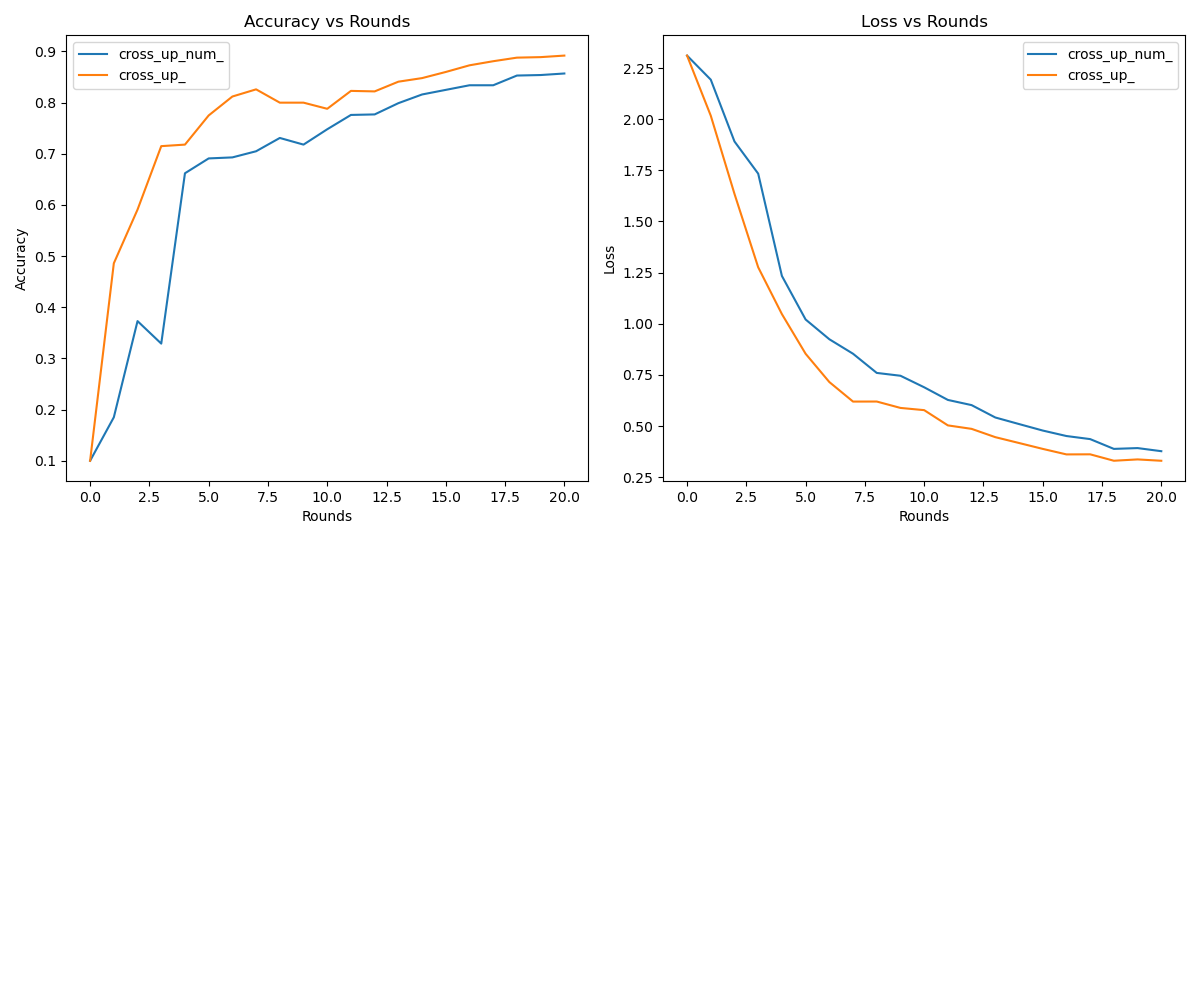 Accuracy vs Rounds
cross_up_num_
cross_up_
0.9
0.8
0.7
0.6
0.5
0.4
0.3
0.2
0.1
Accuracy
0.0 2.5 5.0 7.5 10.0 12.5 15.0 17.5 20.0
Rounds
Loss vs Rounds
cross_up_num_
cross_up_
2.25
2.00
1.75
1.50
1.25
1.00
0.75
0.50
0.25
Loss
0.0 2.5 5.0 7.5 10.0 12.5 15.0 17.5 20.0
Rounds